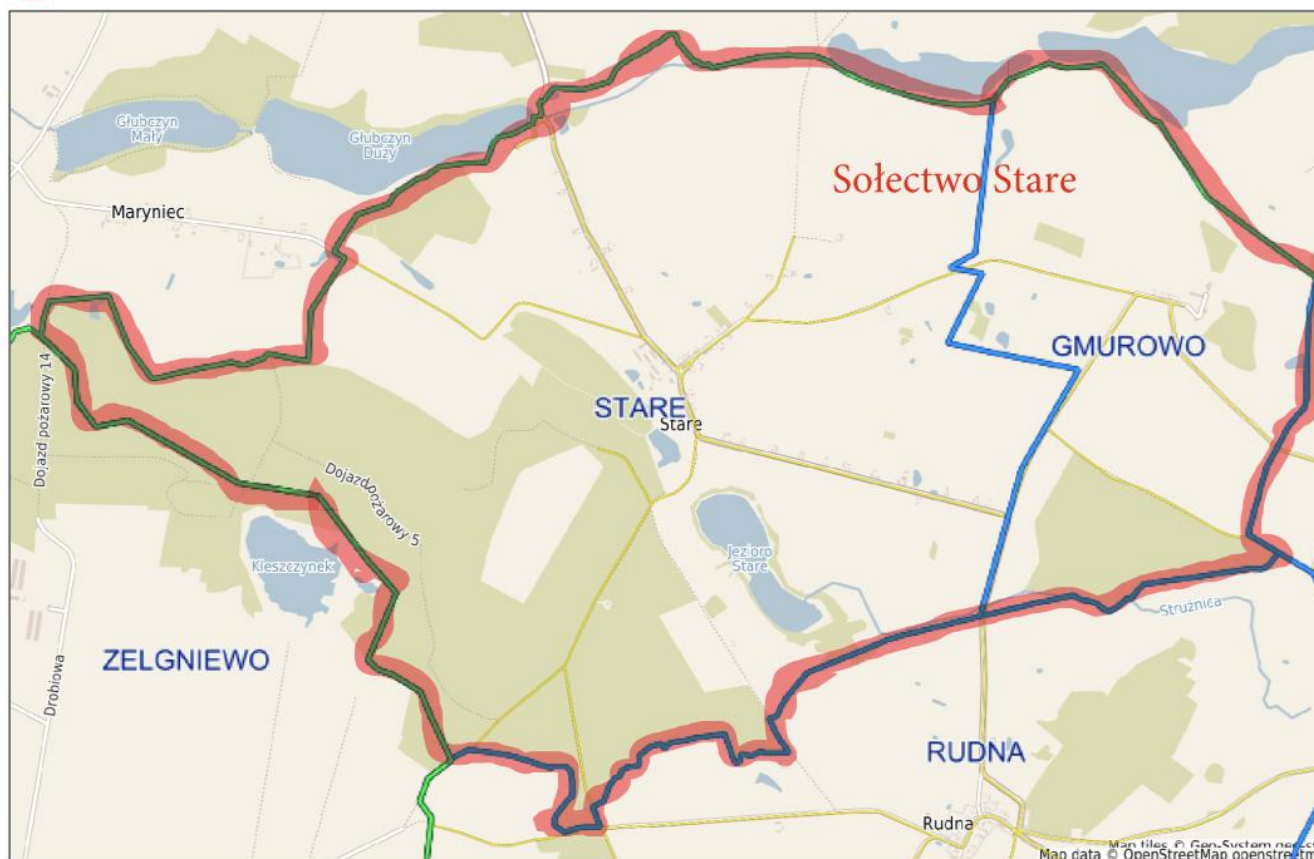 Głubczyn
Mały
Głubczyn
Duży
Sołectwo Stare
Maryniec
GMUROWO
Dojazd pożarowy 14
STARE
Stare
Dojazd pożarowy 5
Jezioro
Stare
Kleszczynek
Strużnica
ZELGNIEWO
Drobiowa
RUDNA
Rudna
Map tiles © Geo-System
Map data © OpenStreetMap